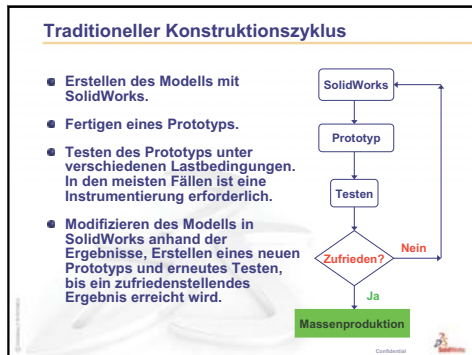 Traditioneller Konstruktionszyklus
Erstellen des Modells mit
SolidWorks.
Fertigen eines Prototyps.
Testen des Prototyps unter
verschiedenen Lastbedingungen.
In den meisten Fällen ist eine
Instrumentierung erforderlich.
Modifizieren des Modells in
SolidWorks anhand der
Ergebnisse, Erstellen eines neuen
Prototyps und erneutes Testen,
bis ein zufriedenstellendes
Ergebnis erreicht wird.
SolidWorks
Prototyp
Testen
Zufrieden?
Nein
Ja
Massenproduktion
Confidential
SolidWorks